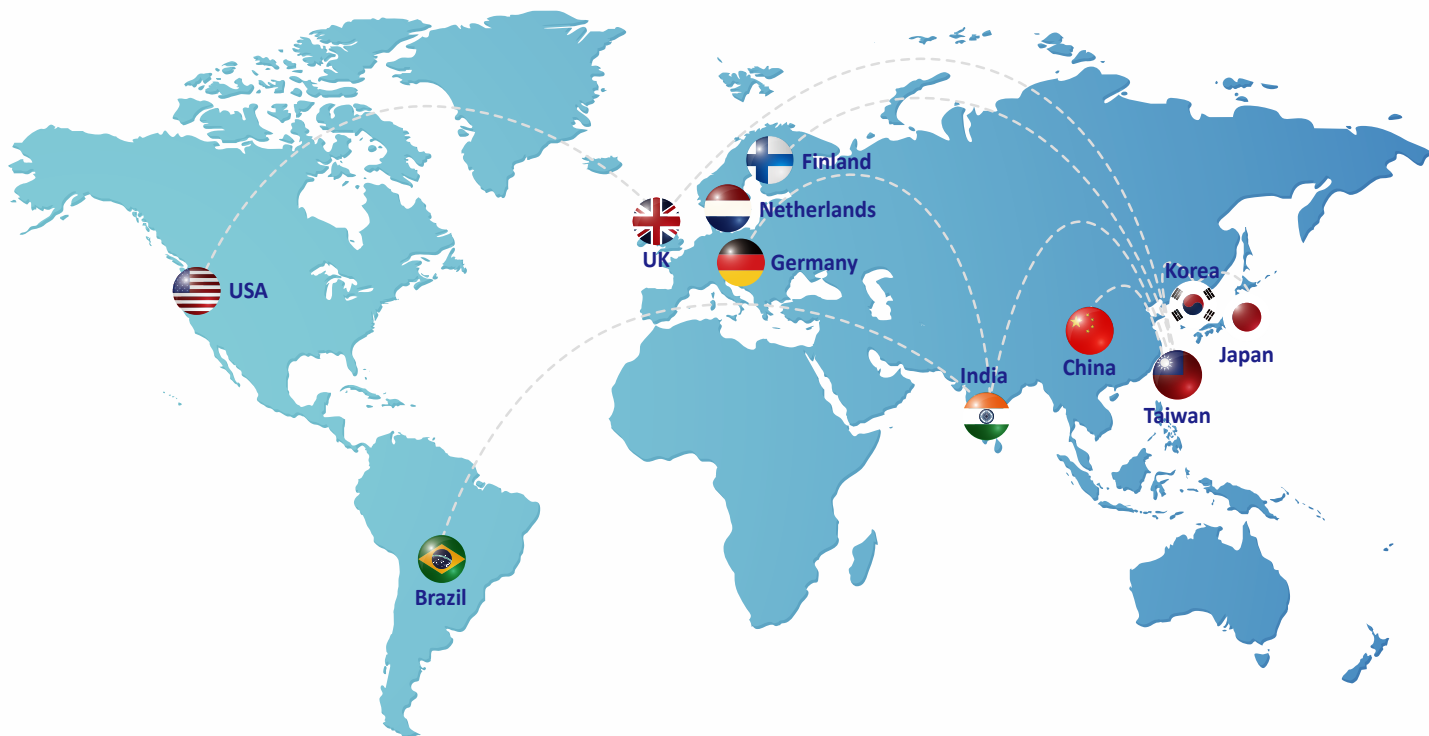 Finland
Netherlands
UK
Germany
Korea
USA
Japan
China
India
Taiwan
Brazil